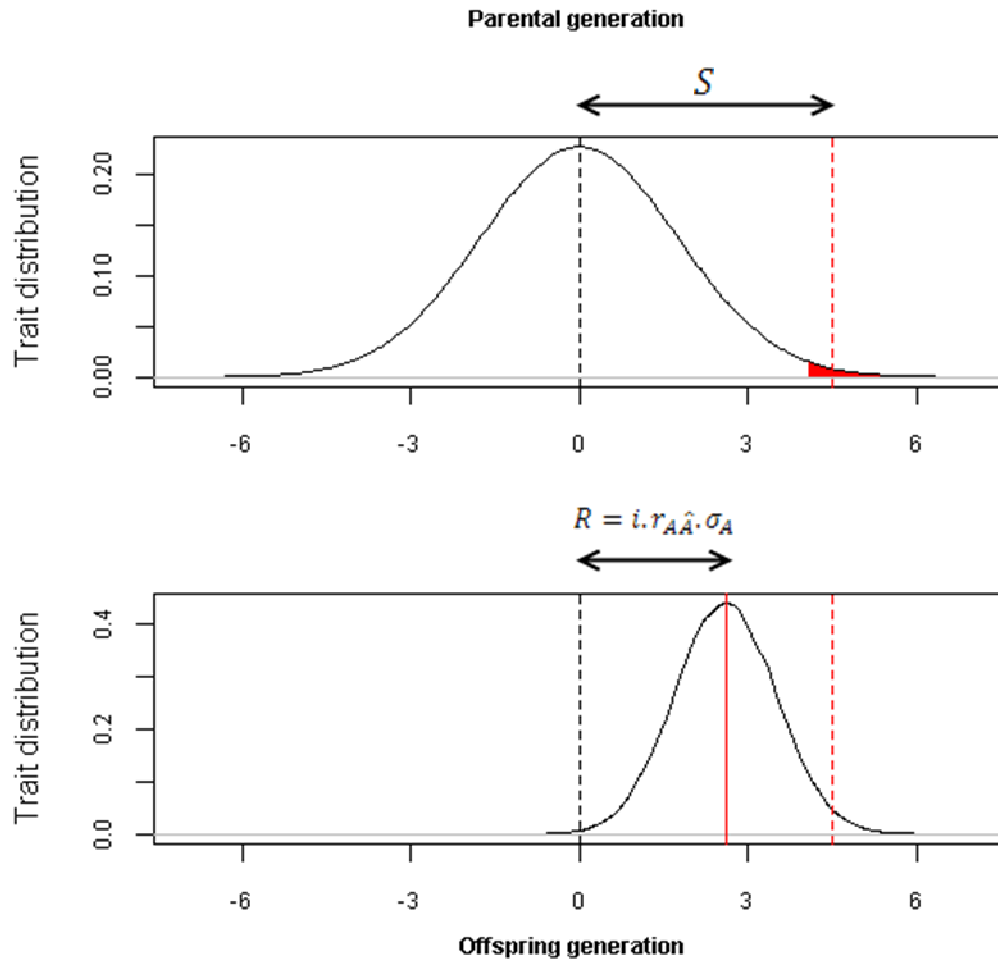 Parental generation
S
Trait distribution
0.20
0.10
0.00
-6 -3 0 3 6
R = i.r_{AÂ}.σ_A
Trait distribution
0.4
0.2
0.0
-6 -3 0 3 6
Offspring generation